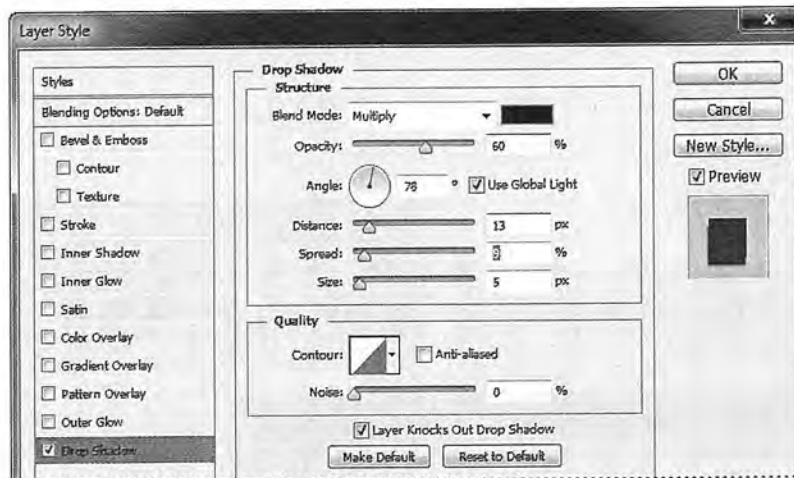 Layer Style
x
Styles
Blending Options: Default
Bevel & Emboss
Contour
Texture
Stroke
Inner Shadow
Inner Glow
Satin
Color Overlay
Gradient Overlay
Pattern Overlay
Outer Glow
Drop Shadow
Drop Shadow
Structure
Blend Mode: Multiply
Opacity: 60 %
Angle: 78 ° Use Global Light
Distance: 13 px
Spread: 9 %
Size: 5 px
Quality
Contour: Anti-aliased
Noise: 0 %
Layer Knocks Out Drop Shadow
Make Default Reset to Default
OK
Cancel
New Style...
Preview